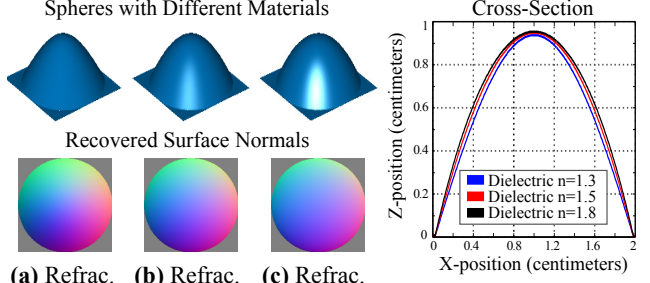 Spheres with Different Materials
Recovered Surface Normals
(a) Refrac. (b) Refrac. (c) Refrac.
Cross-Section
Z-position (centimeters)
1
0.8
0.6
0.4
0.2
0
Dielectric n=1.3
Dielectric n=1.5
Dielectric n=1.8
0 0.4 0.8 1.2 1.6 2
X-position (centimeters)